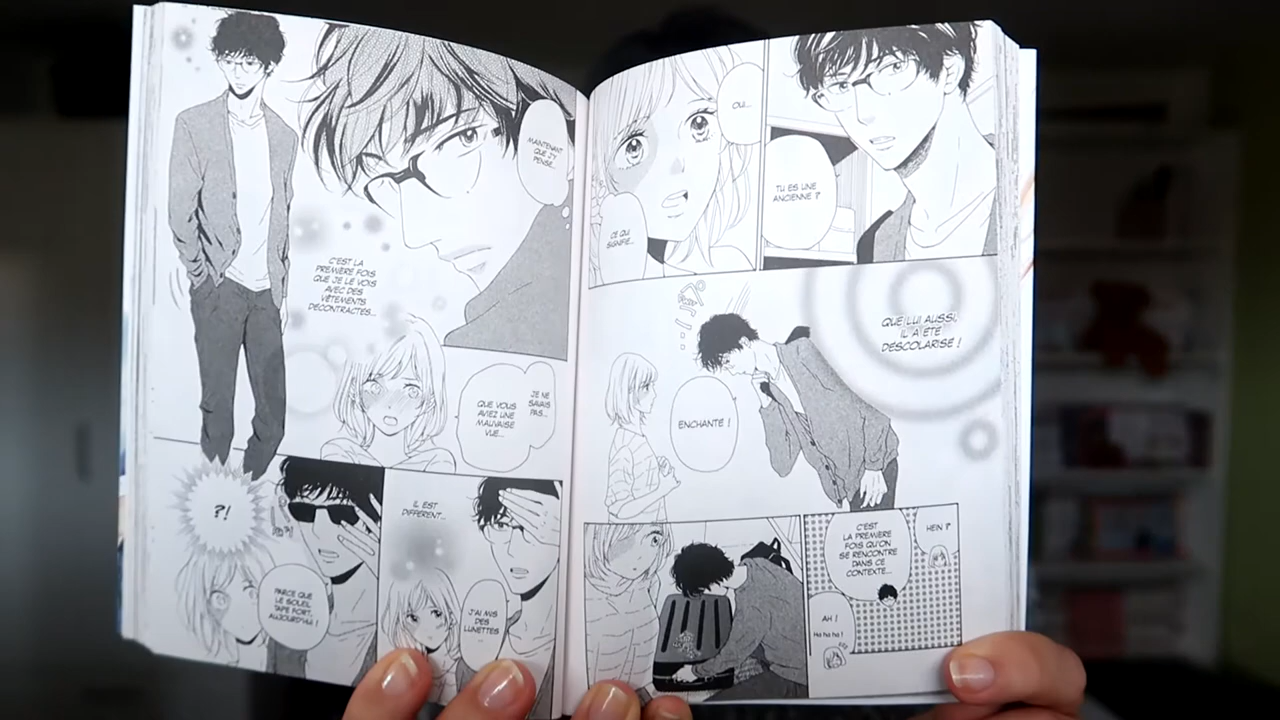 TU ES UNE
ANCIENNE ?
OUI...
CE QUI
SIGNIFIE...
QUE LUI AUSSI,
IL A ÉTÉ
DÉSCOLARISÉ !
ENCHANTÉ !
HEIN ?
C'EST
LA PREMIÈRE
FOIS QU'ON
SE RENCONTRE
DANS CE
CONTEXTE...
AH !
Ha ha ha !
MAINTENANT
QUE J'Y
PENSE...
C'EST LA
PREMIÈRE FOIS
QUE JE LE VOIS
AVEC DES
VÊTEMENTS
DÉCONTRACTÉS...
JE NE
SAVAIS
PAS...
QUE VOUS
AVIEZ UNE
MAUVAISE
VUE...
J'AI MIS
DES
LUNETTES
IL EST
DIFFÉRENT...
PARCE QUE
LE SOLEIL
TAPE FORT,
AUJOURD'HUI !
?!